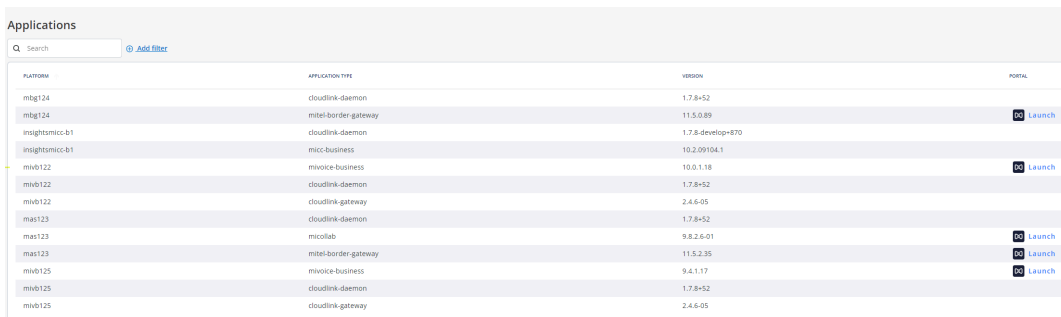 Applications
Search Add filter
PLATFORM APPLICATION TYPE VERSION PORTAL
mbg124 cloudlink-daemon 1.7.8+52
mbg124 mitel-border-gateway 11.5.0.89 Launch
insightsmicc-b1 cloudlink-daemon 1.7.8-develop+870
insightsmicc-b1 micc-business 10.2.09104.1
mivb122 mivoice-business 10.0.1.18 Launch
mivb122 cloudlink-daemon 1.7.8+52
mivb122 cloudlink-gateway 2.4.6-05
mas123 cloudlink-daemon 1.7.8+52
mas123 micollab 9.8.2.6-01 Launch
mas123 mitel-border-gateway 11.5.2.35 Launch
mivb125 mivoice-business 9.4.1.17 Launch
mivb125 cloudlink-daemon 1.7.8+52
mivb125 cloudlink-gateway 2.4.6-05